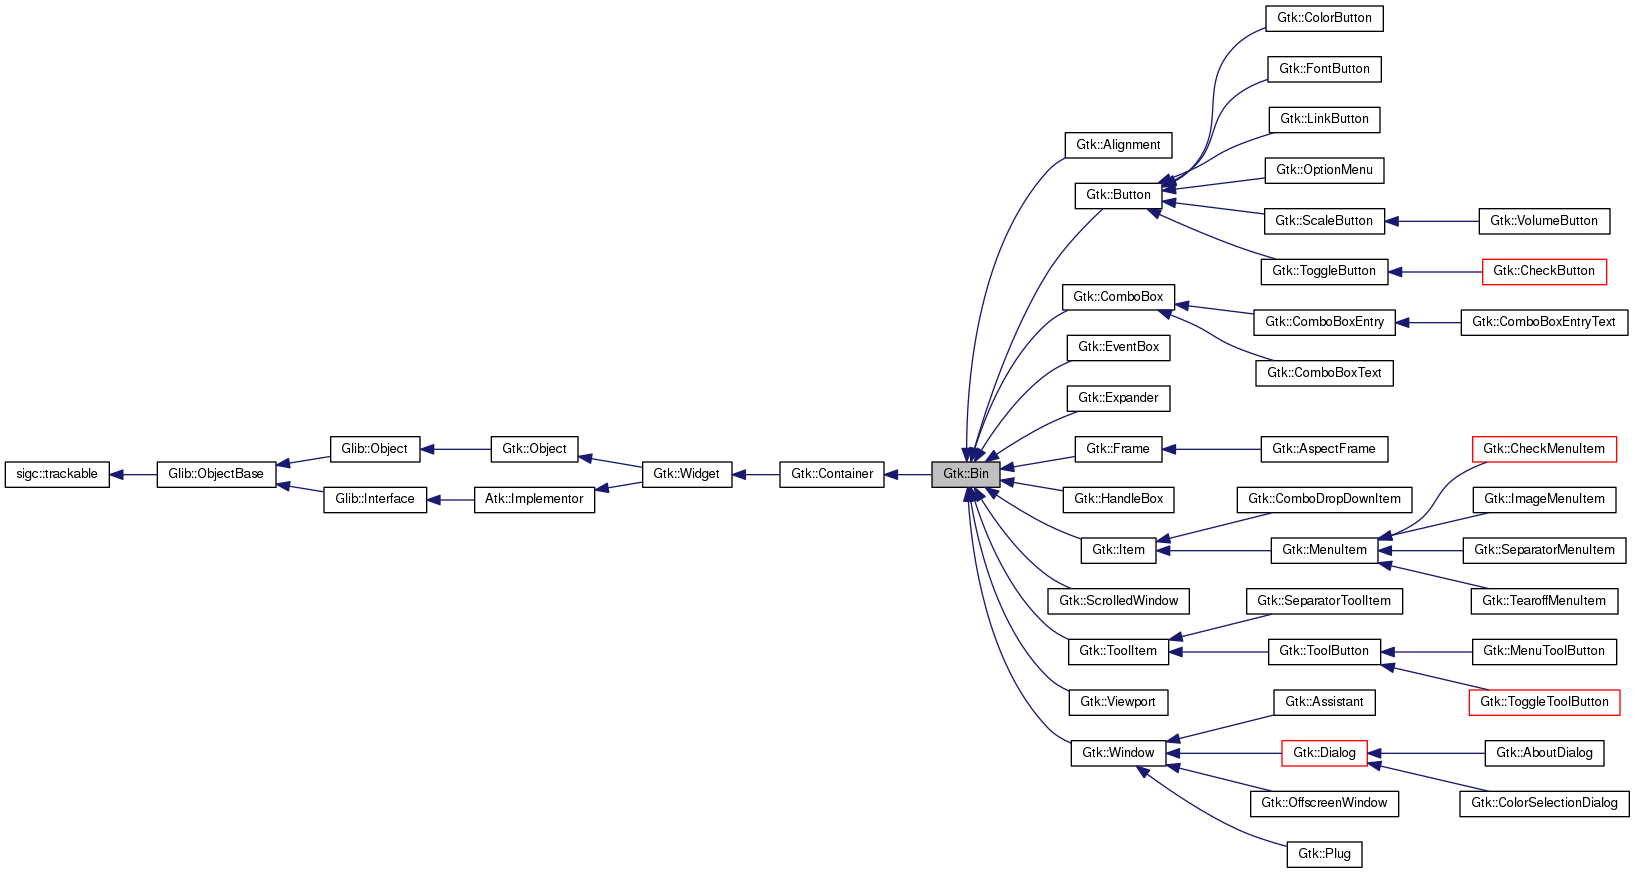 sigc::trackable
Glib::ObjectBase
Glib::Object
Glib::Interface
Gtk::Object
Atk::Implementor
Gtk::Widget
Gtk::Container
Gtk::Bin
Gtk::Alignment
Gtk::Button
Gtk::ColorButton
Gtk::FontButton
Gtk::LinkButton
Gtk::OptionMenu
Gtk::ScaleButton
Gtk::VolumeButton
Gtk::ToggleButton
Gtk::CheckButton
Gtk::ComboBox
Gtk::ComboBoxEntry
Gtk::ComboBoxEntryText
Gtk::ComboBoxText
Gtk::EventBox
Gtk::Expander
Gtk::Frame
Gtk::AspectFrame
Gtk::HandleBox
Gtk::Item
Gtk::ComboDropDownItem
Gtk::MenuItem
Gtk::CheckMenuItem
Gtk::ImageMenuItem
Gtk::SeparatorMenuItem
Gtk::TearoffMenuItem
Gtk::ScrolledWindow
Gtk::ToolItem
Gtk::SeparatorToolItem
Gtk::ToolButton
Gtk::MenuToolButton
Gtk::ToggleToolButton
Gtk::Viewport
Gtk::Window
Gtk::Assistant
Gtk::Dialog
Gtk::AboutDialog
Gtk::ColorSelectionDialog
Gtk::OffscreenWindow
Gtk::Plug